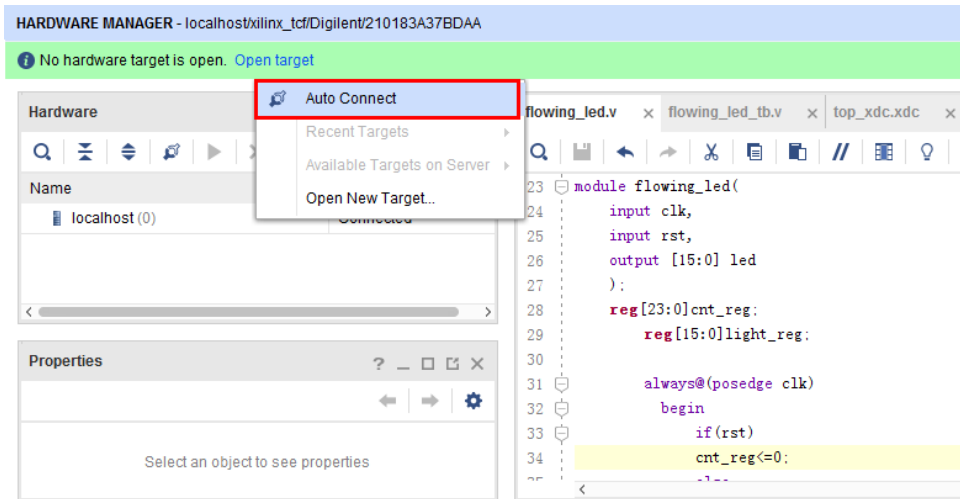 HARDWARE MANAGER - localhost/xilinx_tcf/Digilent/210183A37BDAA
No hardware target is open. Open target
Auto Connect
Recent Targets
Available Targets on Server
Open New Target...
Hardware
Name
localhost (0)
Connected
Properties
Select an object to see properties
flowing_led.v
flowing_led_tb.v
top_xdc.xdc
23 module flowing_led(
24 input clk,
25 input rst,
26 output [15:0] led
27 );
28 reg[23:0]cnt_reg;
29 reg[15:0]light_reg;
30
31 always@(posedge clk)
32 begin
33 if(rst)
34 cnt_reg<=0;